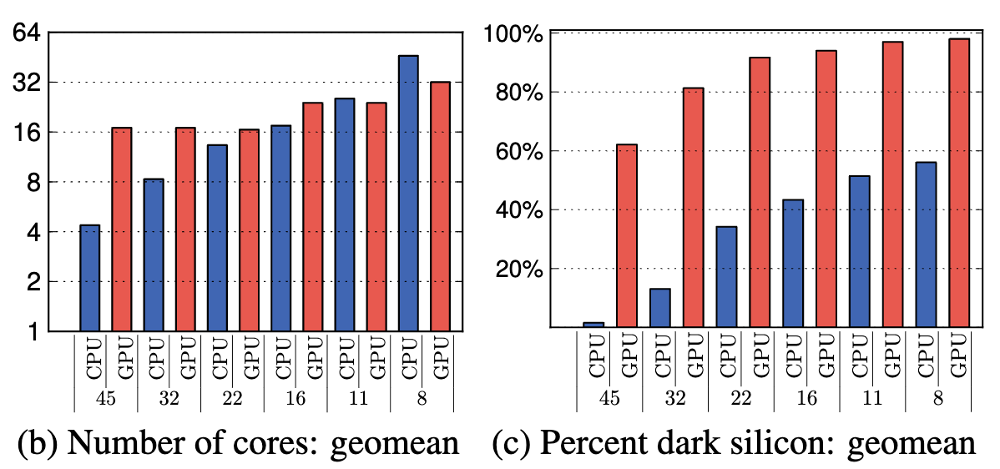 64
32
16
8
4
2
1
CPU GPU CPU GPU CPU GPU CPU GPU CPU GPU CPU GPU
45 32 22 16 11 8
(b) Number of cores: geomean
100%
80%
60%
40%
20%
CPU GPU CPU GPU CPU GPU CPU GPU CPU GPU CPU GPU
45 32 22 16 11 8
(c) Percent dark silicon: geomean